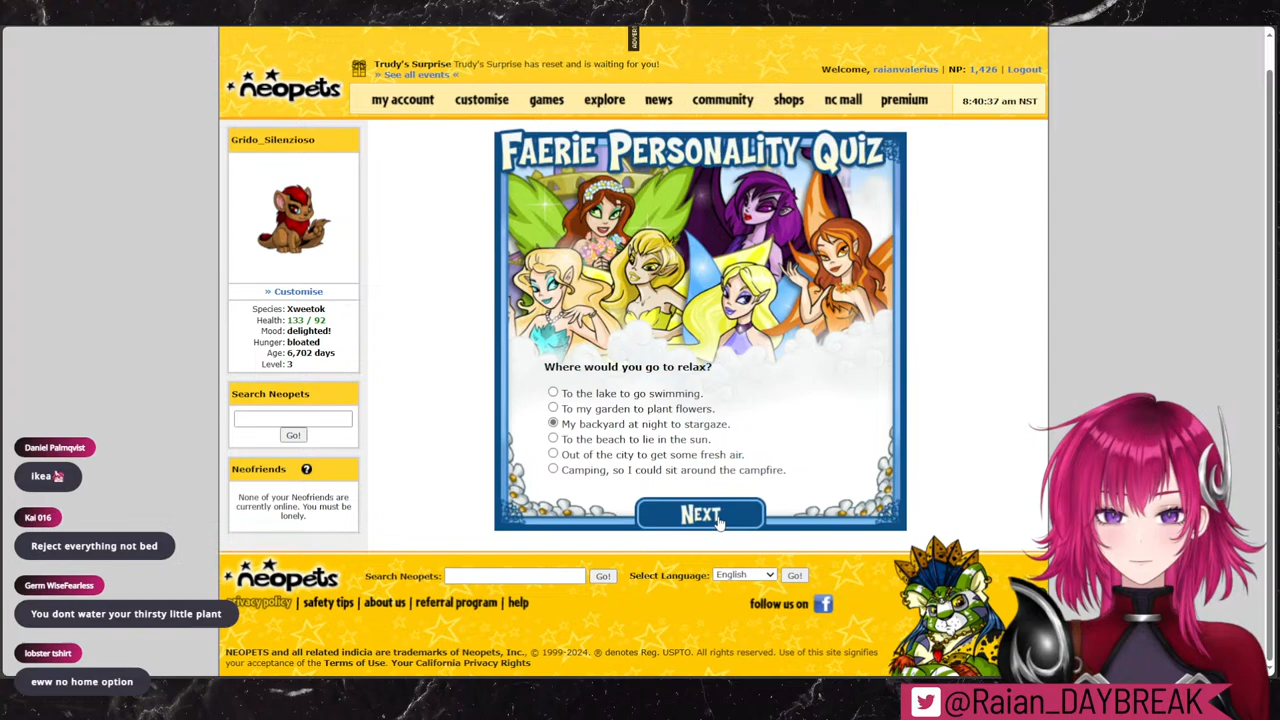 Trudy's Surprise Trudy's Surprise has reset and is waiting for you!
» See all events «
Welcome, raianvalerius | NP: 1,426 | Logout
neopets
my account customise games explore news community shops nc mall premium
8:40:37 am NST
Grido_Silenzioso
» Customise
Species: Xweetok
Health: 133 / 92
Mood: delighted!
Hunger: bloated
Age: 6,702 days
Level: 3
Search Neopets
Go!
Neofriends ?
None of your Neofriends are
currently online. You must be
lonely.
FAERIE PERSONALITY QUIZ
Where would you go to relax?
To the lake to go swimming.
To my garden to plant flowers.
My backyard at night to stargaze.
To the beach to lie in the sun.
Out of the city to get some fresh air.
Camping, so I could sit around the campfire.
NEXT
Daniel Palmqvist
ikea
Kai 016
Reject everything not bed
Germ WiseFearless
You dont water your thirsty little plant
lobster tshirt
eww no home option
neopets
Search Neopets: Go! Select Language: English Go!
privacy policy | safety tips | about us | referral program | help
follow us on f
NEOPETS and all related indicia are trademarks of Neopets, Inc., © 1999-2024. ® denotes Reg. USPTO. All rights reserved. Use of this site signifies
your acceptance of the Terms of Use. Your California Privacy Rights
@Raian_DAYBREAK